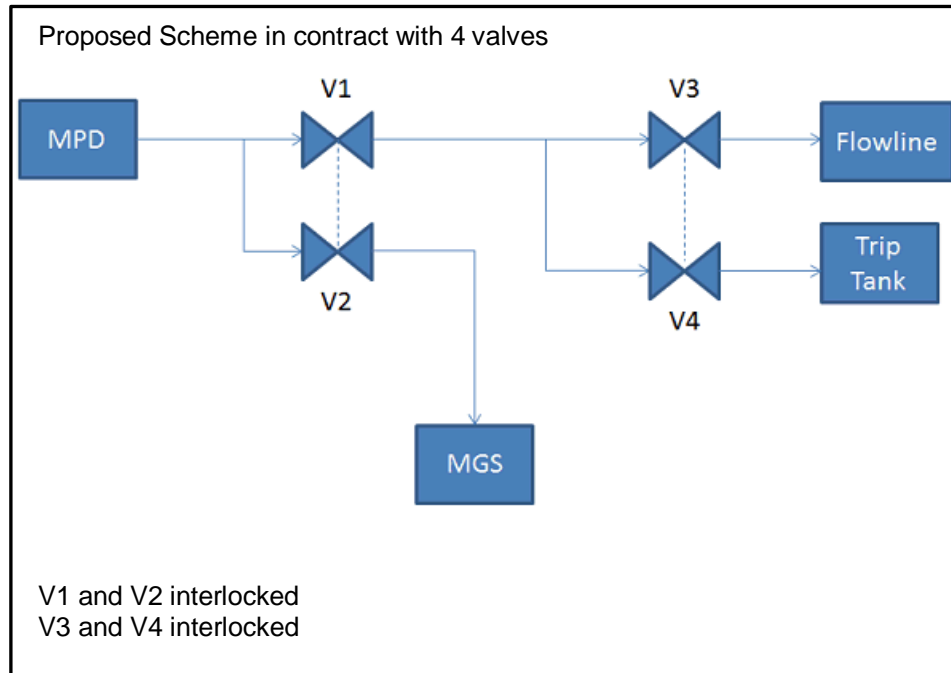 Proposed Scheme in contract with 4 valves
V1
V3
MPD
Flowline
V2
V4
Trip
Tank
MGS
V1 and V2 interlocked
V3 and V4 interlocked